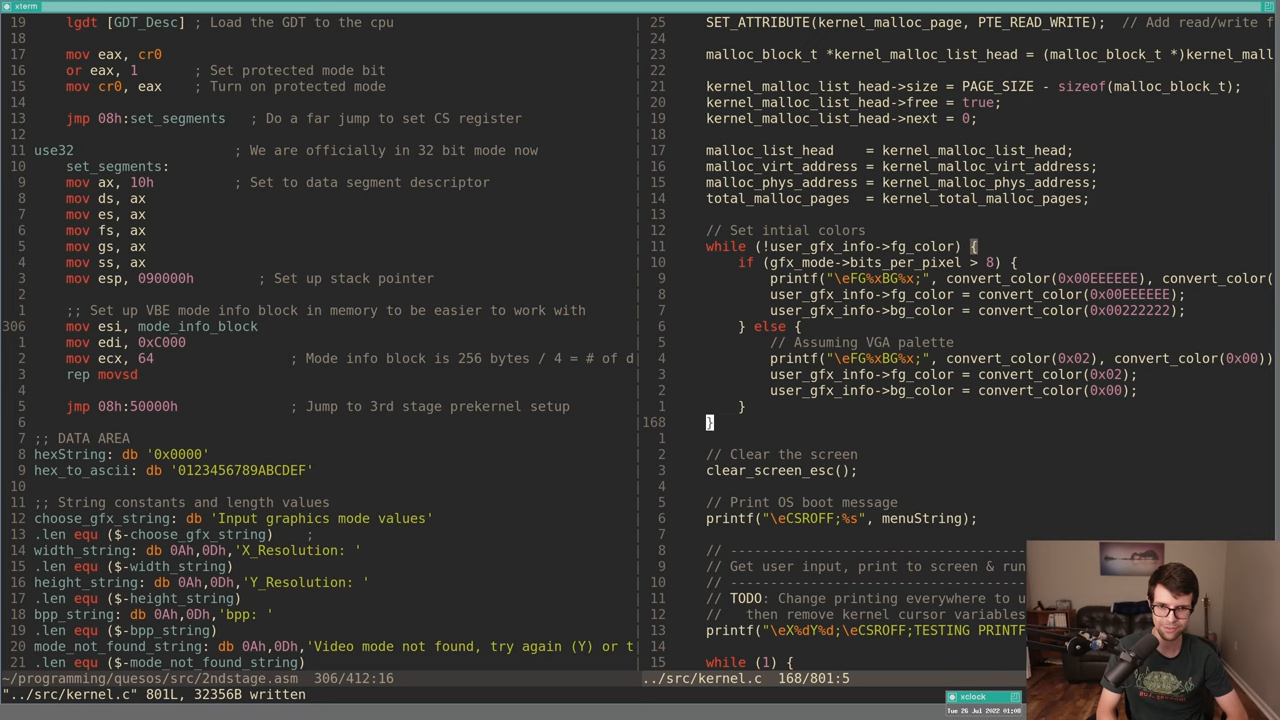 xterm
19 lgdt [GDT_Desc] ; Load the GDT to the cpu
18
17 mov eax, cr0
16 or eax, 1 ; Set protected mode bit
15 mov cr0, eax ; Turn on protected mode
14
13 jmp 08h:set_segments ; Do a far jump to set CS register
12
11 use32 ; We are officially in 32 bit mode now
10 set_segments:
9 mov ax, 10h ; Set to data segment descriptor
8 mov ds, ax
7 mov es, ax
6 mov fs, ax
5 mov gs, ax
4 mov ss, ax
3 mov esp, 090000h ; Set up stack pointer
2
1 ;; Set up VBE mode info block in memory to be easier to work with
306 mov esi, mode_info_block
1 mov edi, 0xC000
2 mov ecx, 64 ; Mode info block is 256 bytes / 4 = # of d
3 rep movsd
4
5 jmp 08h:50000h ; Jump to 3rd stage prekernel setup
6
7 ;; DATA AREA
8 hexString: db '0x0000'
9 hex_to_ascii: db '0123456789ABCDEF'
10
11 ;; String constants and length values
12 choose_gfx_string: db 'Input graphics mode values'
13 .len equ ($-choose_gfx_string) ;
14 width_string: db 0Ah,0Dh,'X_Resolution: '
15 .len equ ($-width_string)
16 height_string: db 0Ah,0Dh,'Y_Resolution: '
17 .len equ ($-height_string)
18 bpp_string: db 0Ah,0Dh,'bpp: '
19 .len equ ($-bpp_string)
20 mode_not_found_string: db 0Ah,0Dh,'Video mode not found, try again (Y) or t
21 .len equ ($-mode_not_found_string)
~/programming/quesos/src/2ndstage.asm 306/412:16
"../src/kernel.c" 801L, 32356B written
25 SET_ATTRIBUTE(kernel_malloc_page, PTE_READ_WRITE); // Add read/write f
24
23 malloc_block_t *kernel_malloc_list_head = (malloc_block_t *)kernel_mall
22
21 kernel_malloc_list_head->size = PAGE_SIZE - sizeof(malloc_block_t);
20 kernel_malloc_list_head->free = true;
19 kernel_malloc_list_head->next = 0;
18
17 malloc_list_head = kernel_malloc_list_head;
16 malloc_virt_address = kernel_malloc_virt_address;
15 malloc_phys_address = kernel_malloc_phys_address;
14 total_malloc_pages = kernel_total_malloc_pages;
13
12 // Set intial colors
11 while (!user_gfx_info->fg_color) {
10 if (gfx_mode->bits_per_pixel > 8) {
9 printf("\eFG%xBG%x;", convert_color(0x00EEEEEE), convert_color(
8 user_gfx_info->fg_color = convert_color(0x00EEEEEE);
7 user_gfx_info->bg_color = convert_color(0x00222222);
6 } else {
5 // Assuming VGA palette
4 printf("\eFG%xBG%x;", convert_color(0x02), convert_color(0x00))
3 user_gfx_info->fg_color = convert_color(0x02);
2 user_gfx_info->bg_color = convert_color(0x00);
1 }
168 }
1
2 // Clear the screen
3 clear_screen_esc();
4
5 // Print OS boot message
6 printf("\eCSROFF;%s", menuString);
7
8 // -------------------------------------
9 // Get user input, print to screen & run
10 // -------------------------------------
11 // TODO: Change printing everywhere to u
12 // then remove kernel cursor variables
13 printf("\eX%dY%d;\eCSROFF;TESTING PRINTF
14
15 while (1) {
../src/kernel.c 168/801:5
xclock
Tue 26 Jul 2022 01:08